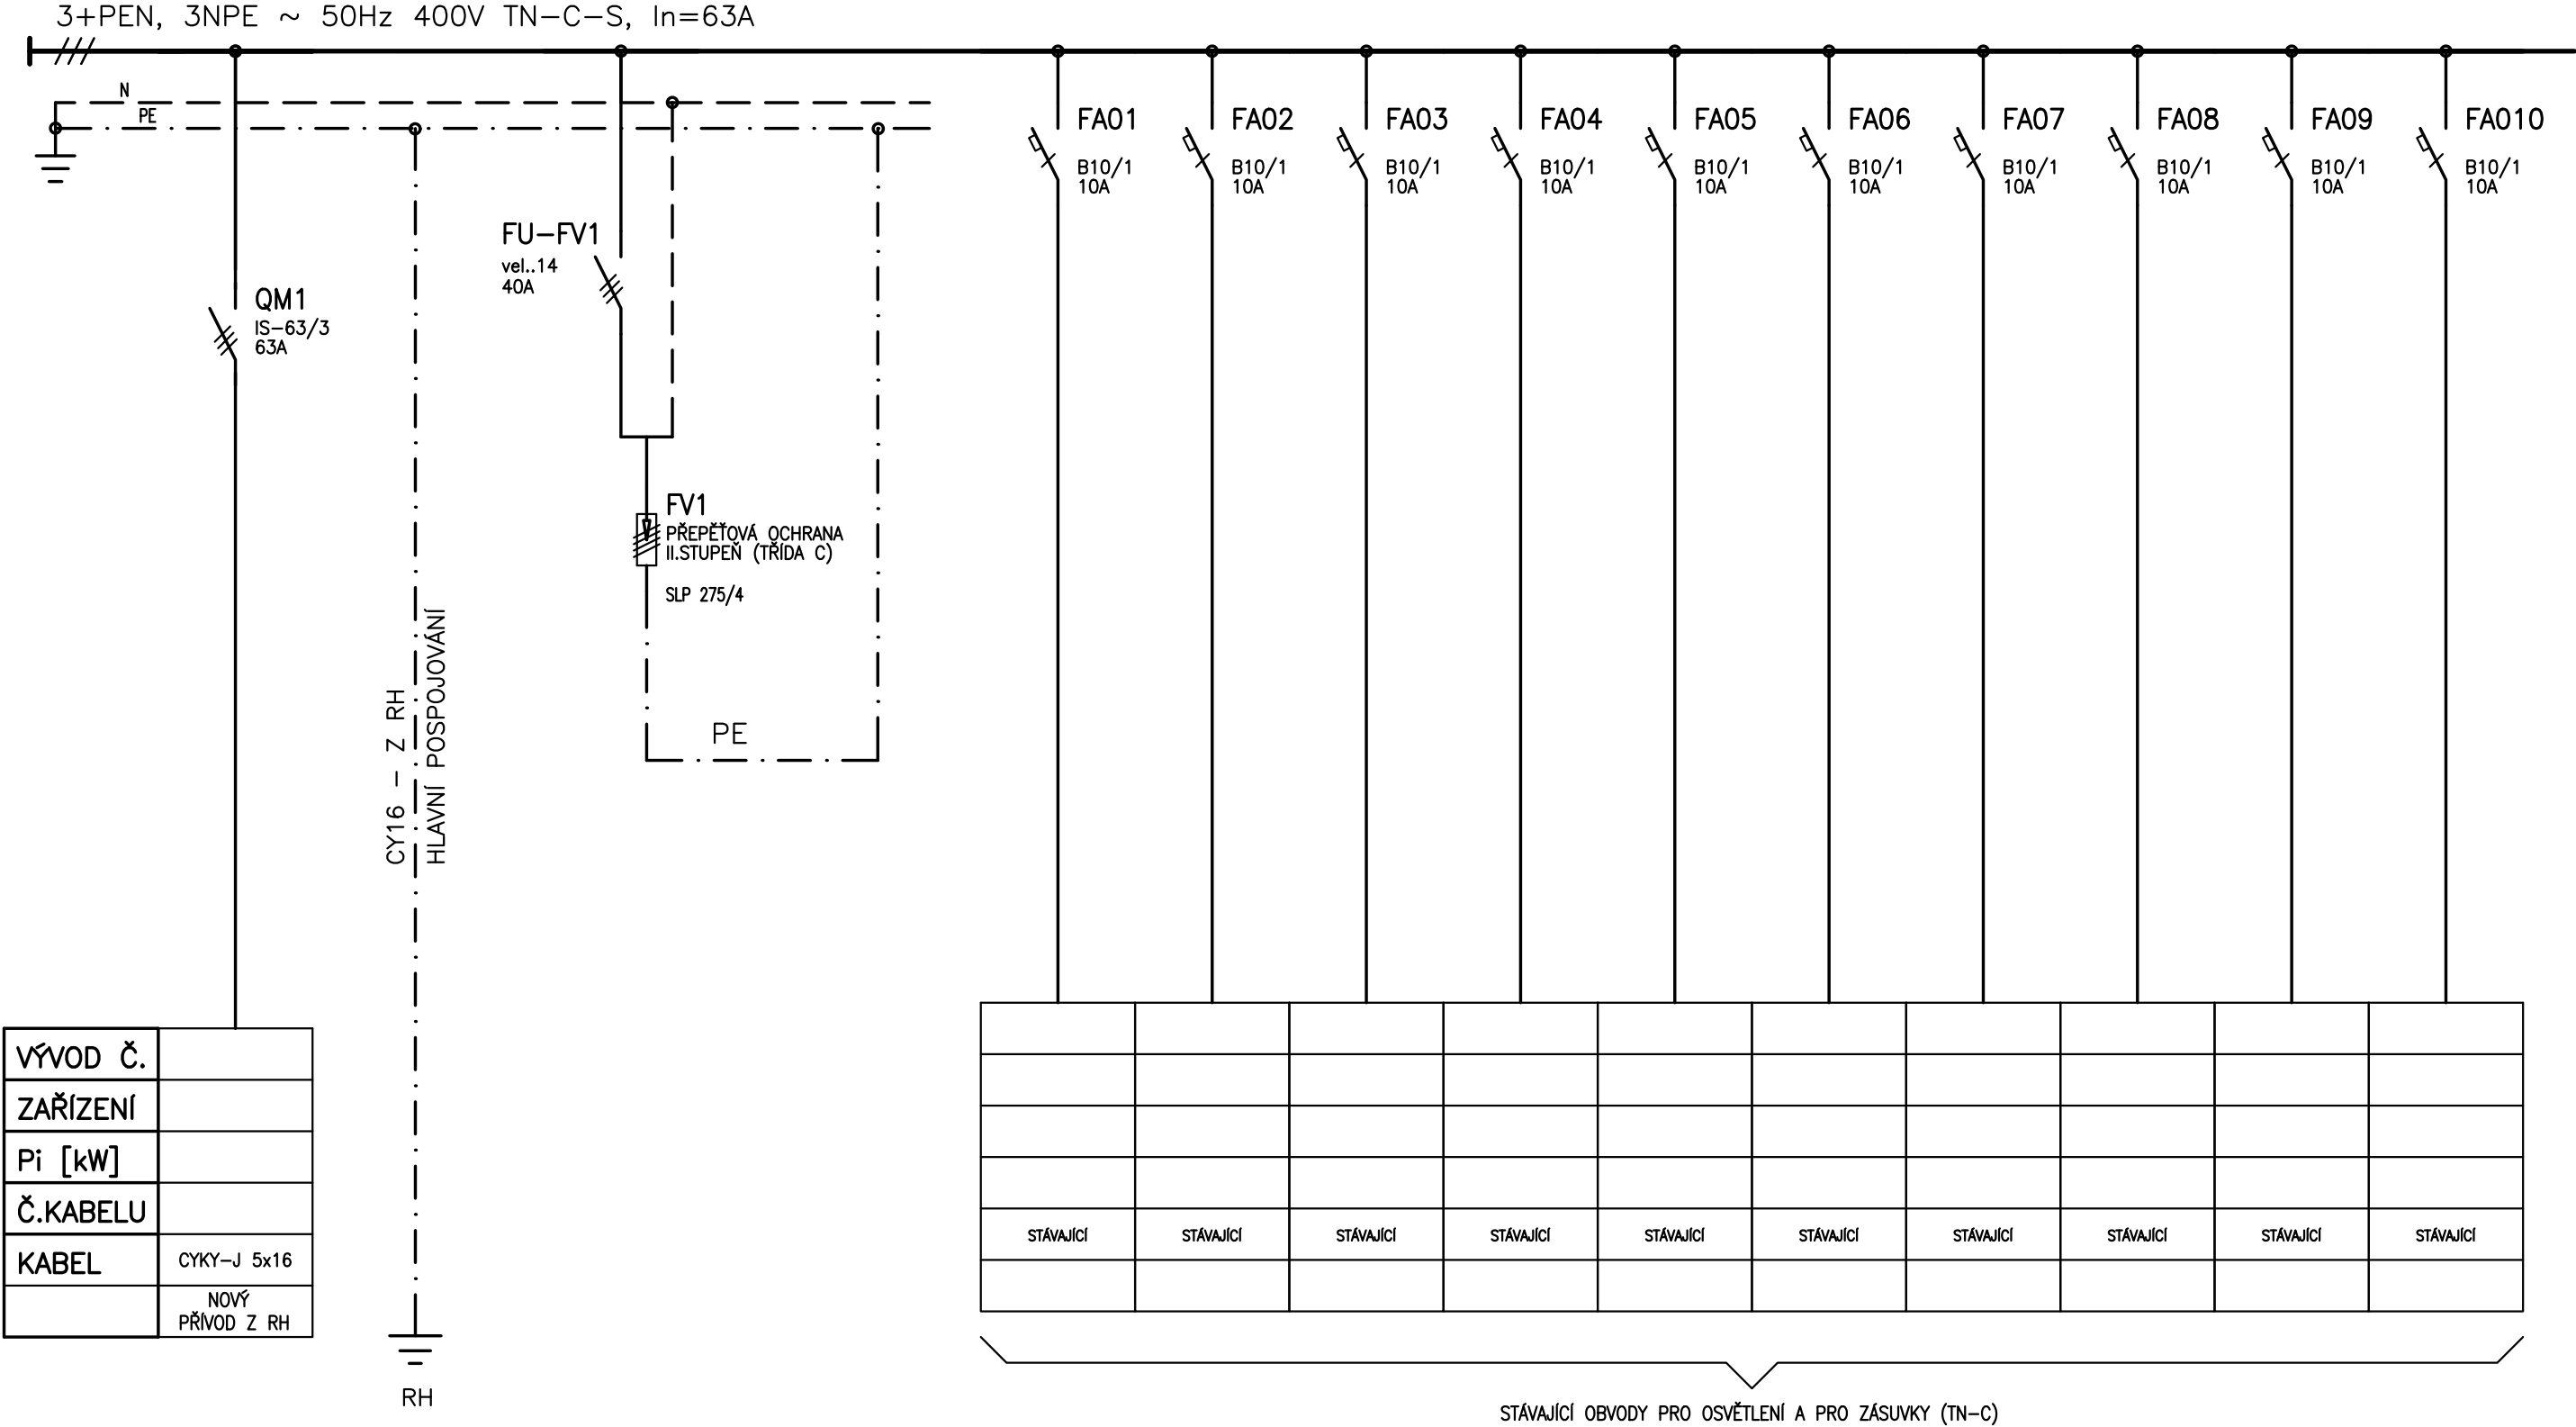 3+PEN, 3NPE ~ 50Hz 400V TN-C-S, In=63A
N
PE
QM1
IS-63/3
63A
CY16 - Z RH
HLAVNÍ POSPOJOVÁNÍ
RH
FU-FV1
vel..14
40A
FV1
PŘEPĚŤOVÁ OCHRANA
II.STUPEŇ (TŘÍDA C)
SLP 275/4
PE
FA01
B10/1
10A
FA02
B10/1
10A
FA03
B10/1
10A
FA04
B10/1
10A
FA05
B10/1
10A
FA06
B10/1
10A
FA07
B10/1
10A
FA08
B10/1
10A
FA09
B10/1
10A
FA010
B10/1
10A
VÝVOD Č.
ZAŘÍZENÍ
Pi [kW]
Č.KABELU
KABEL CYKY-J 5x16
NOVÝ
PŘÍVOD Z RH
STÁVAJÍCÍ STÁVAJÍCÍ STÁVAJÍCÍ STÁVAJÍCÍ STÁVAJÍCÍ STÁVAJÍCÍ STÁVAJÍCÍ STÁVAJÍCÍ STÁVAJÍCÍ STÁVAJÍCÍ
STÁVAJÍCÍ OBVODY PRO OSVĚTLENÍ A PRO ZÁSUVKY (TN-C)